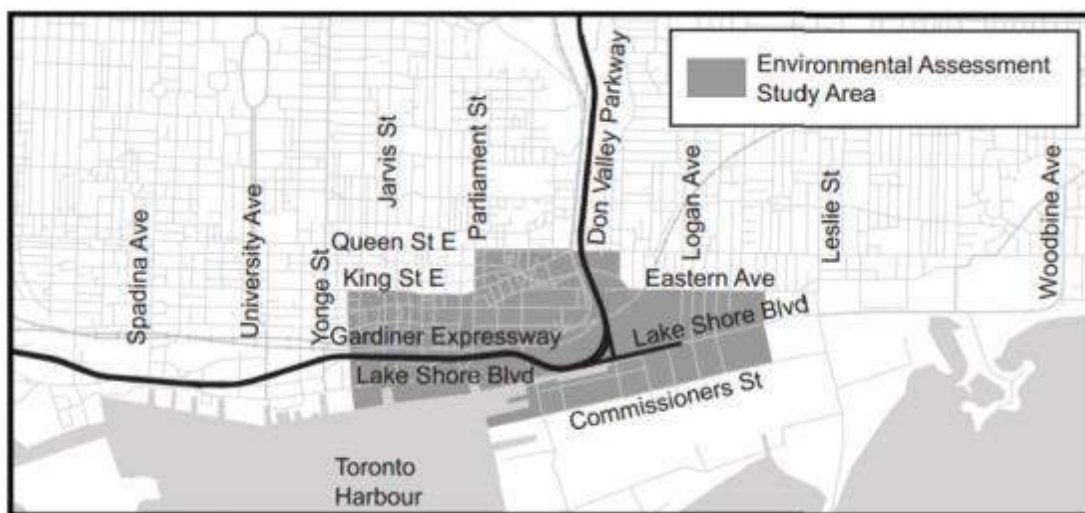 Environmental Assessment
Study Area
Spadina Ave
University Ave
Yonge St
Jarvis St
Parliament St
Don Valley Parkway
Logan Ave
Leslie St
Woodbine Ave
Queen St E
King St E
Eastern Ave
Gardiner Expressway
Lake Shore Blvd
Lake Shore Blvd
Commissioners St
Toronto
Harbour